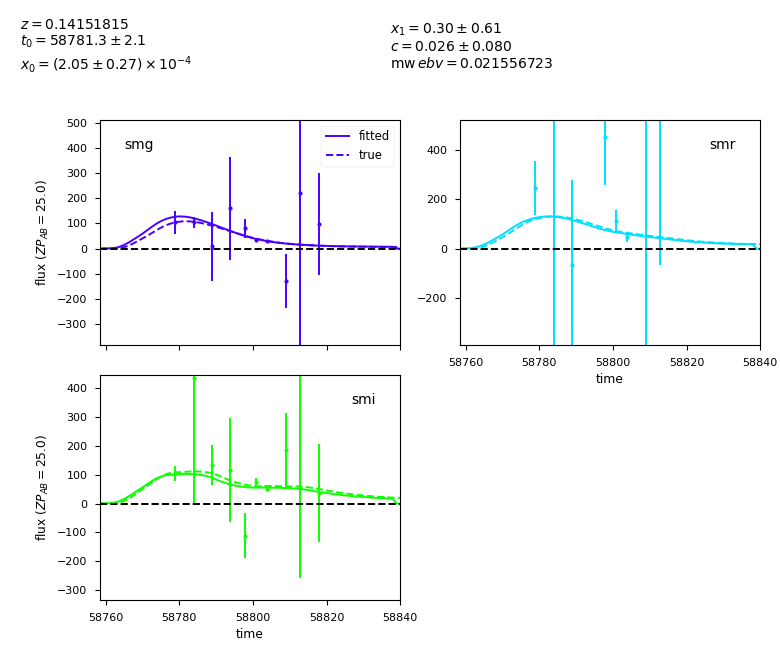 z = 0.14151815
t₀ = 58781.3 ± 2.1
x₀ = (2.05 ± 0.27) × 10⁻⁴
x₁ = 0.30 ± 0.61
c = 0.026 ± 0.080
mw ebv = 0.021556723
smg
fitted
true
500
400
300
200
100
0
−100
−200
−300
flux (ZP_AB = 25.0)
smr
400
200
0
−200
58760 58780 58800 58820 58840
time
smi
400
300
200
100
0
−100
−200
−300
flux (ZP_AB = 25.0)
58760 58780 58800 58820 58840
time